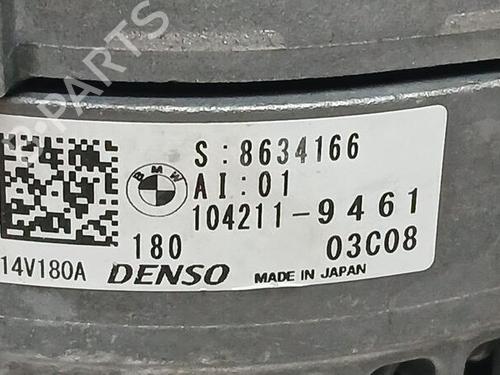 B-PARTS
BMW
S:8634166
AI:01
104211-9461
180
03C08
14V180A DENSO MADE IN JAPAN